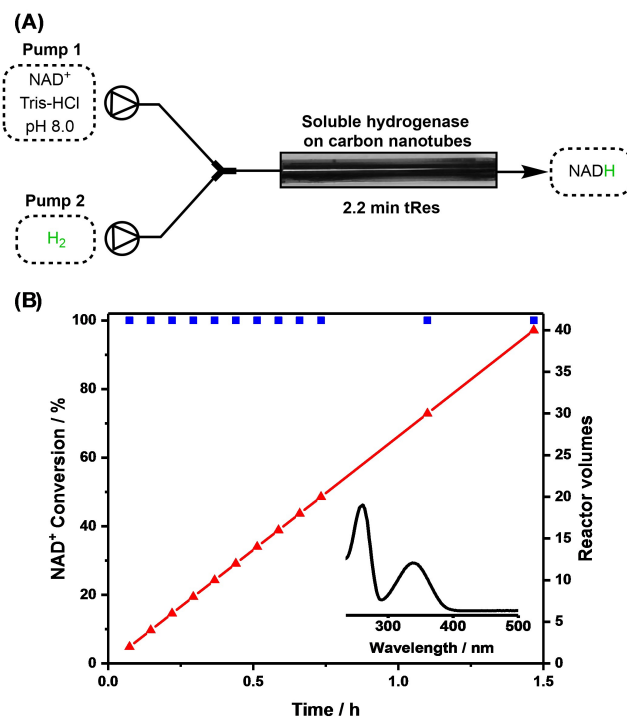 (A)
Pump 1
NAD⁺
Tris-HCl
pH 8.0
Pump 2
H₂
Soluble hydrogenase
on carbon nanotubes
2.2 min tRes
NADH
(B)
NAD⁺ Conversion / %
100
80
60
40
20
0
0.0
0.5
1.0
1.5
Time / h
Reactor volumes
40
35
30
25
20
15
10
5
0
300
400
500
Wavelength / nm